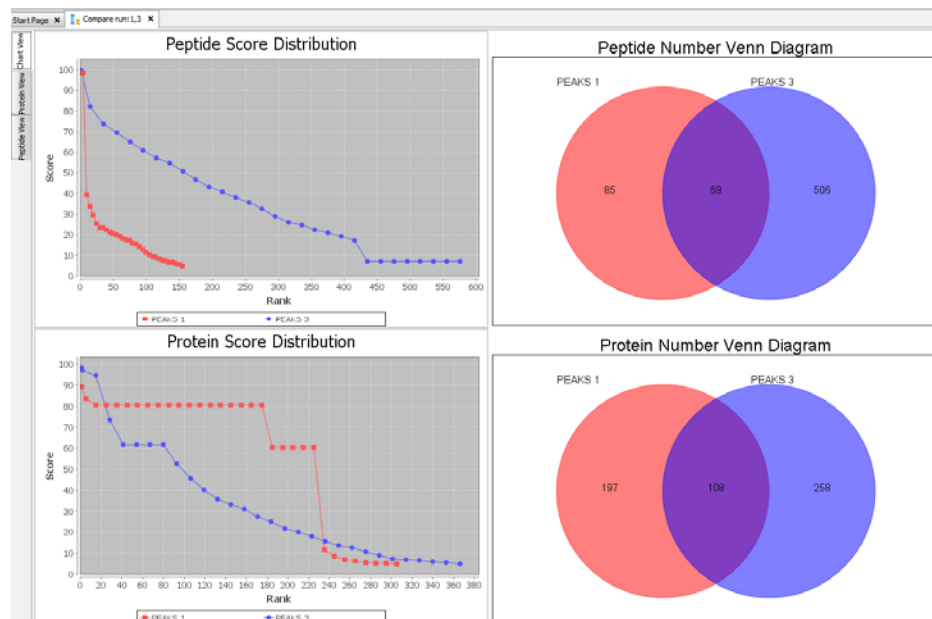 Start Page
Compare run:1,3
Chart View
Protein View
Peptide View
Peptide Score Distribution
100
90
80
70
60
50
40
30
20
10
0
Score
0 50 100 150 200 250 300 350 400 450 500 550 600
Rank
PEAKS 1 PEAKS 3
Peptide Number Venn Diagram
PEAKS 1 PEAKS 3
85 69 506
Protein Score Distribution
100
90
80
70
60
50
40
30
20
10
0
Score
0 20 40 60 80 100 120 140 160 180 200 220 240 260 280 300 320 340 360 380
Rank
PEAKS 1 PEAKS 3
Protein Number Venn Diagram
PEAKS 1 PEAKS 3
197 108 258